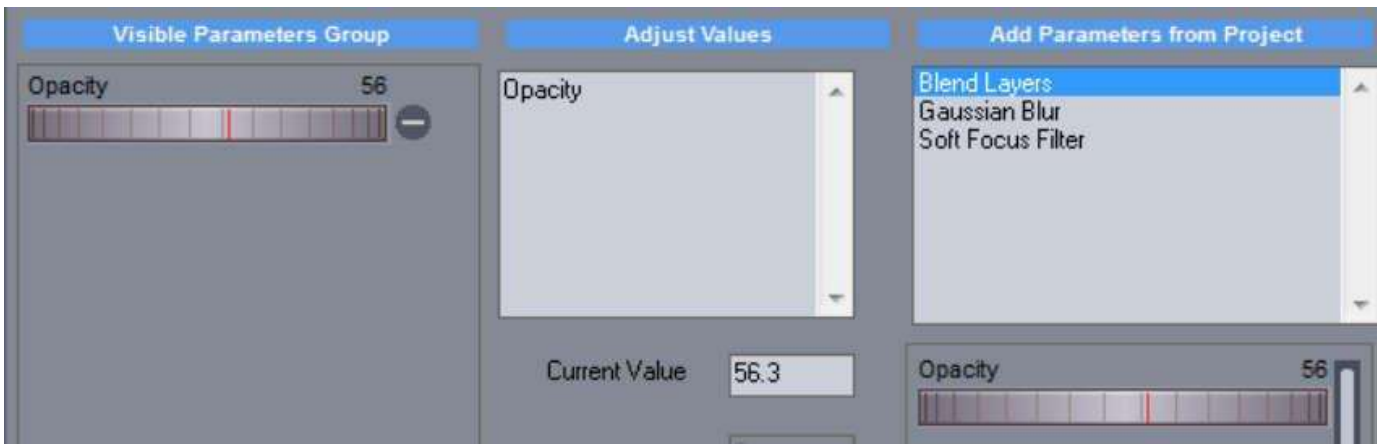 Visible Parameters Group
Opacity 56
Adjust Values
Opacity
Current Value 56.3
Add Parameters from Project
Blend Layers
Gaussian Blur
Soft Focus Filter
Opacity 56